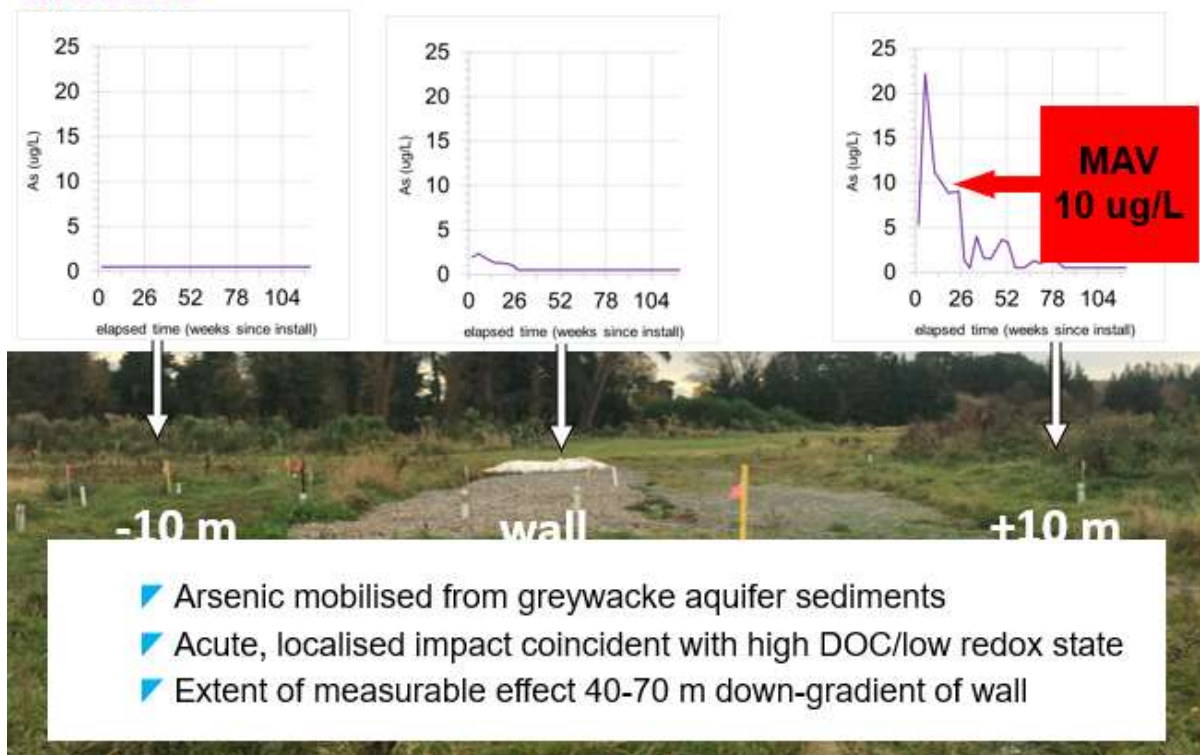 25
20
15
10
5
0
As (ug/L)
0 26 52 78 104
elapsed time (weeks since install)
25
20
15
10
5
0
As (ug/L)
0 26 52 78 104
elapsed time (weeks since install)
25
20
15
10
5
0
As (ug/L)
0 26 52 78 104
elapsed time (weeks since install)
MAV
10 ug/L
-10 m
wall
+10 m
Arsenic mobilised from greywacke aquifer sediments
Acute, localised impact coincident with high DOC/low redox state
Extent of measurable effect 40-70 m down-gradient of wall